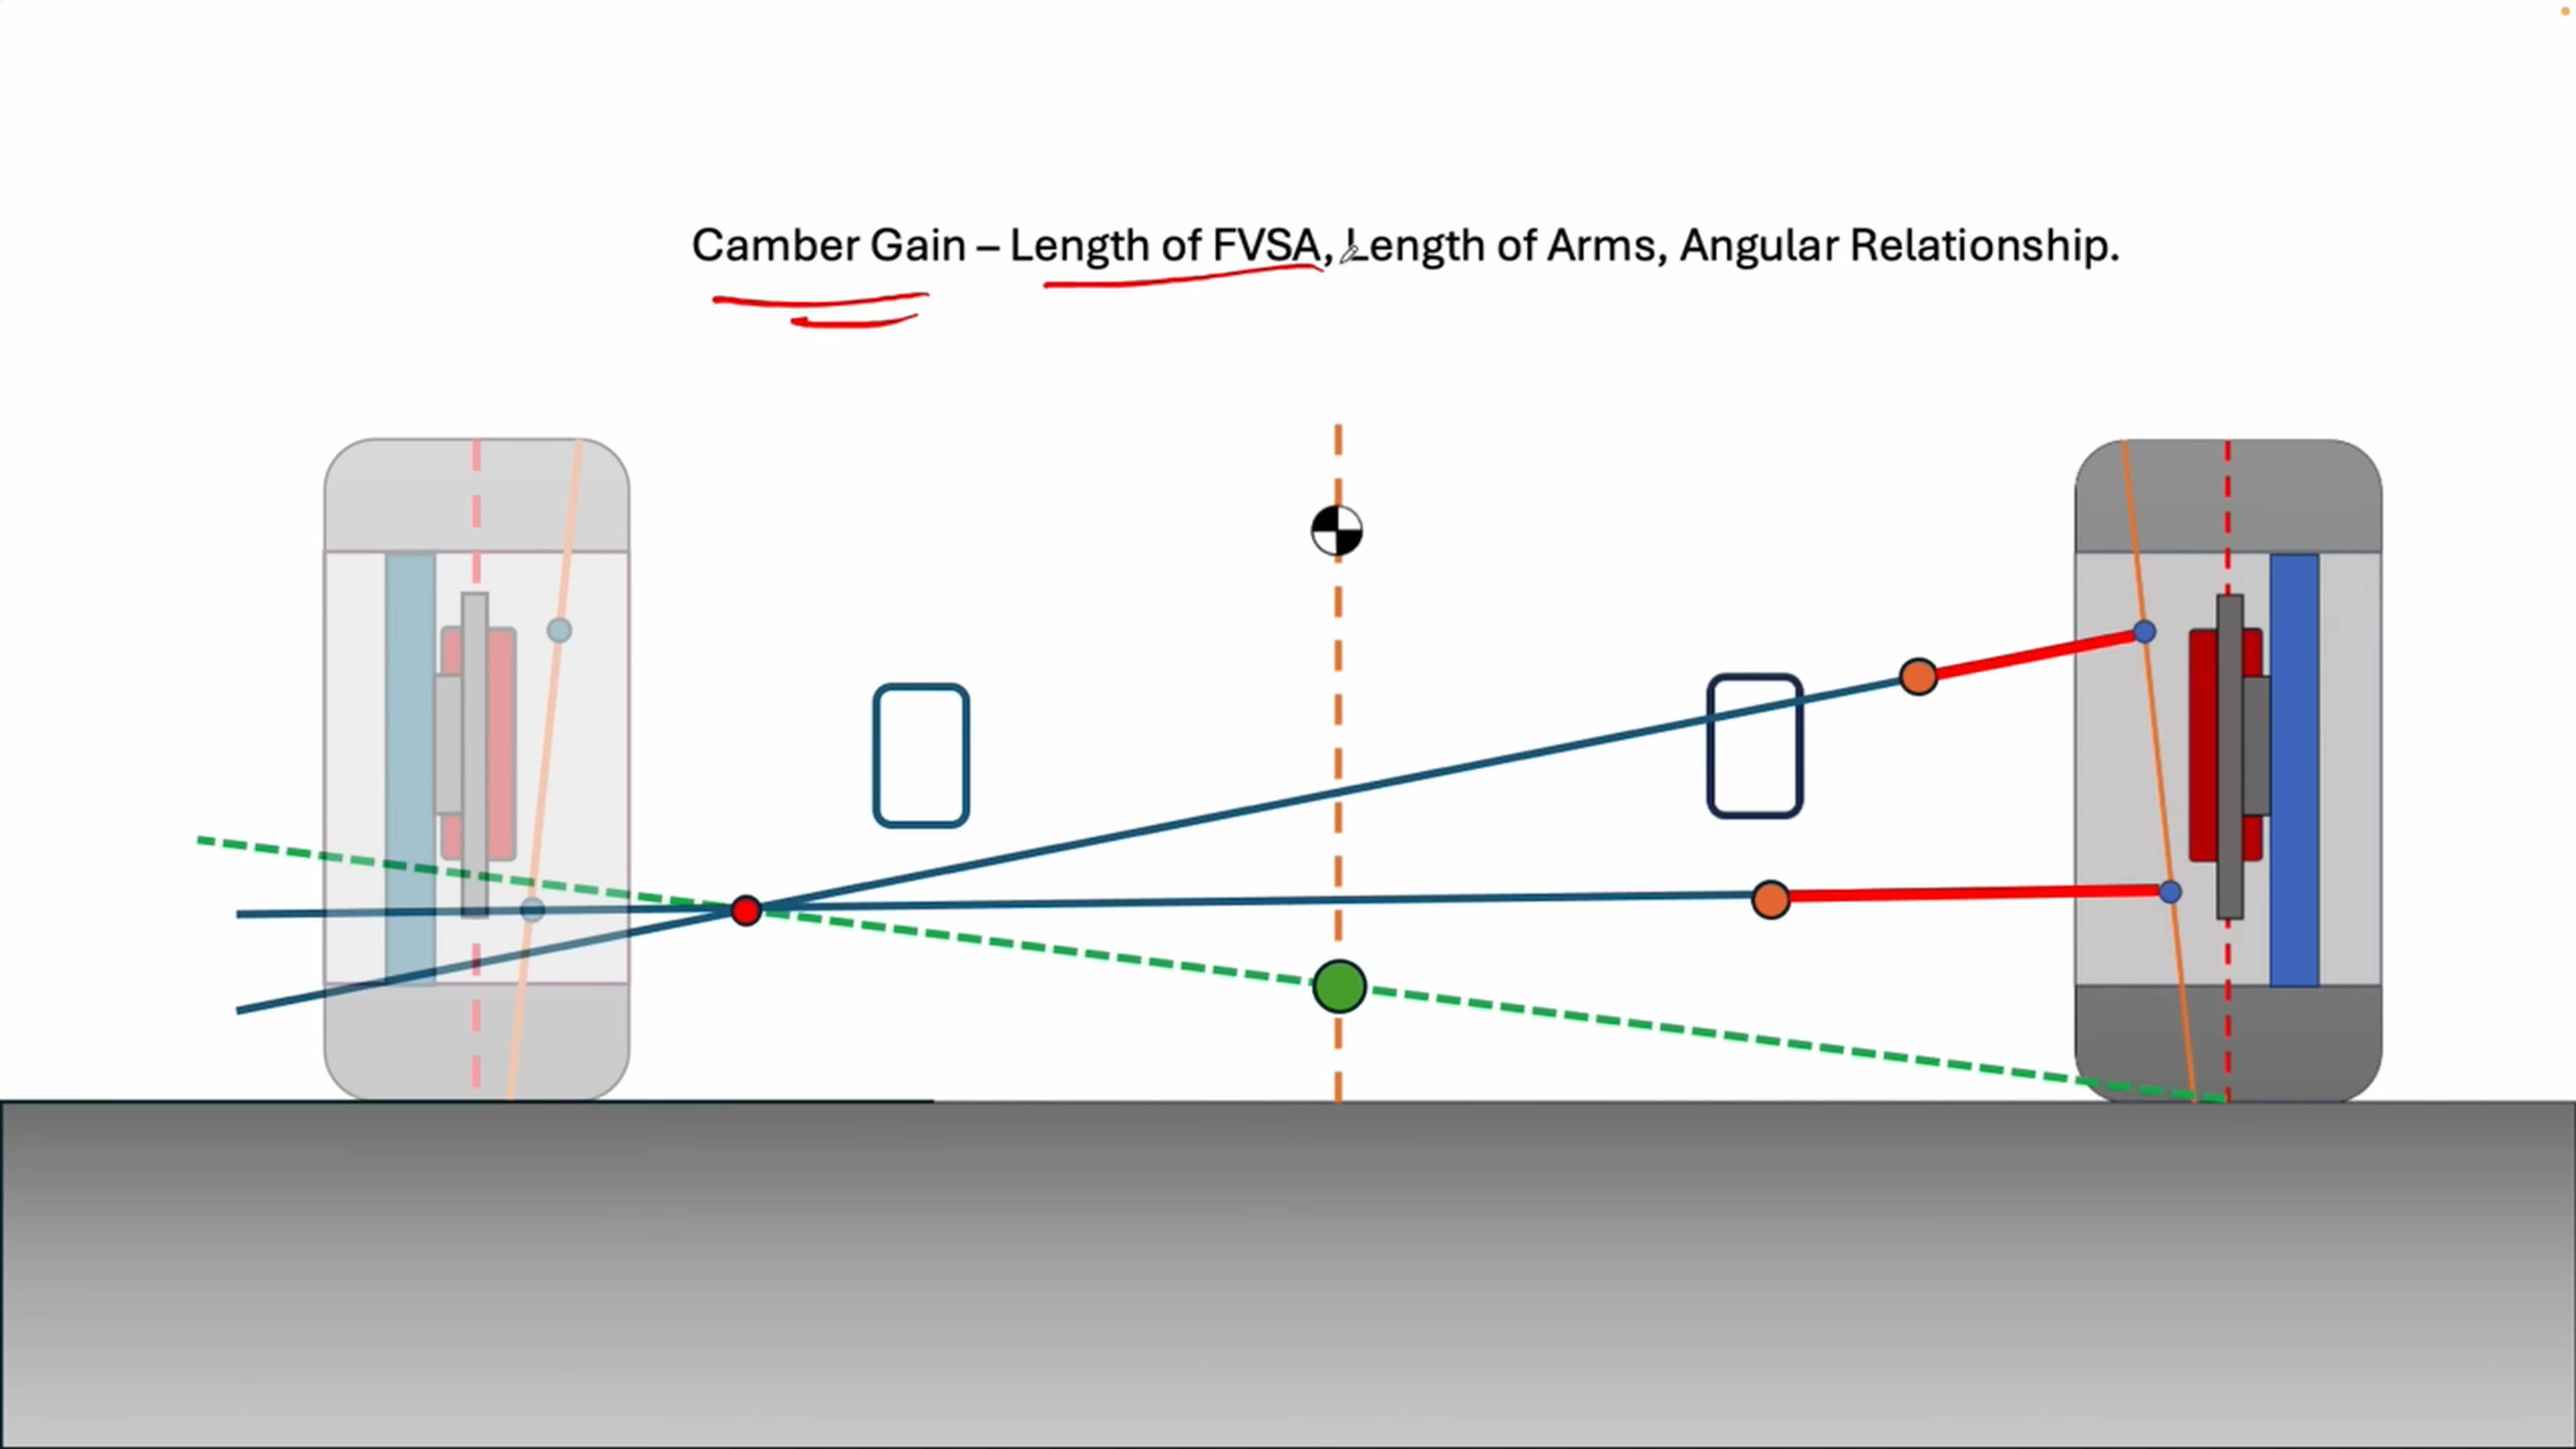 Camber Gain – Length of FVSA, Length of Arms, Angular Relationship.